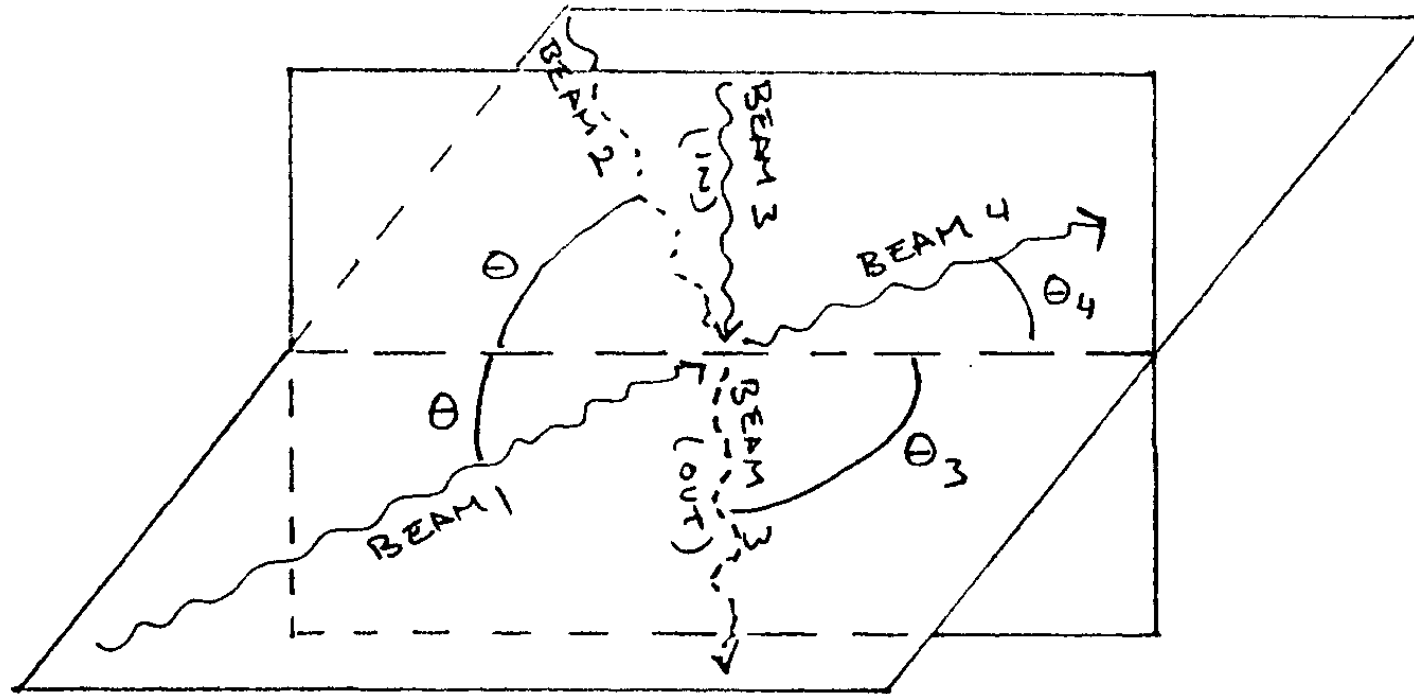 BEAM 2
BEAM 3
(IN)
BEAM 4
θ
θ4
θ
BEAM 1
BEAM 3
(OUT)
θ3